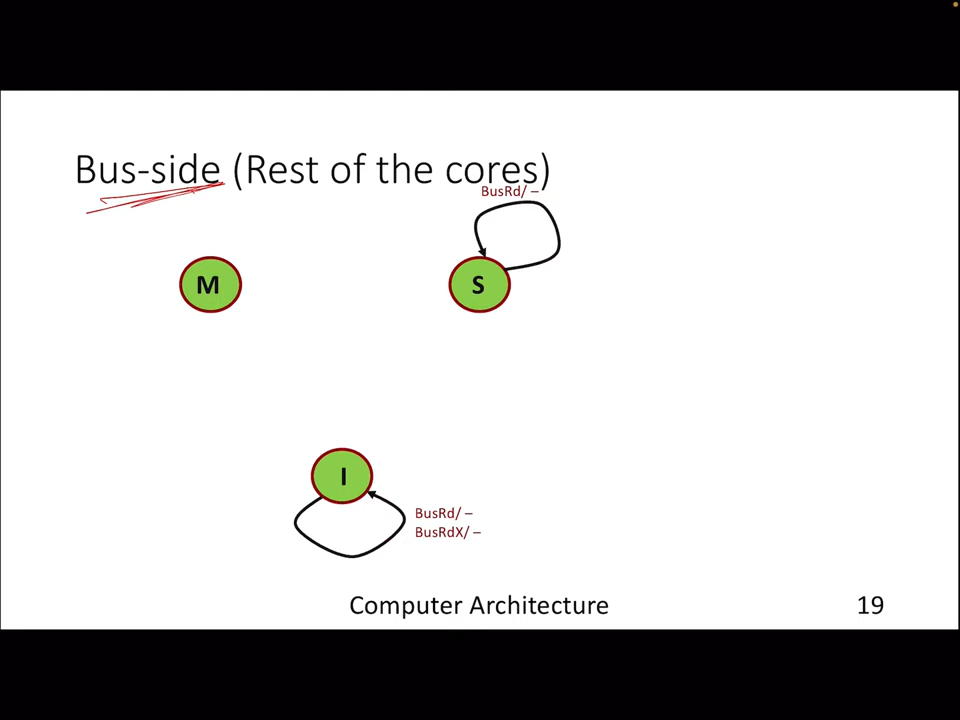 Bus-side (Rest of the cores)
BusRd/ –
M
S
I
BusRd/ –
BusRdX/ –
Computer Architecture
19